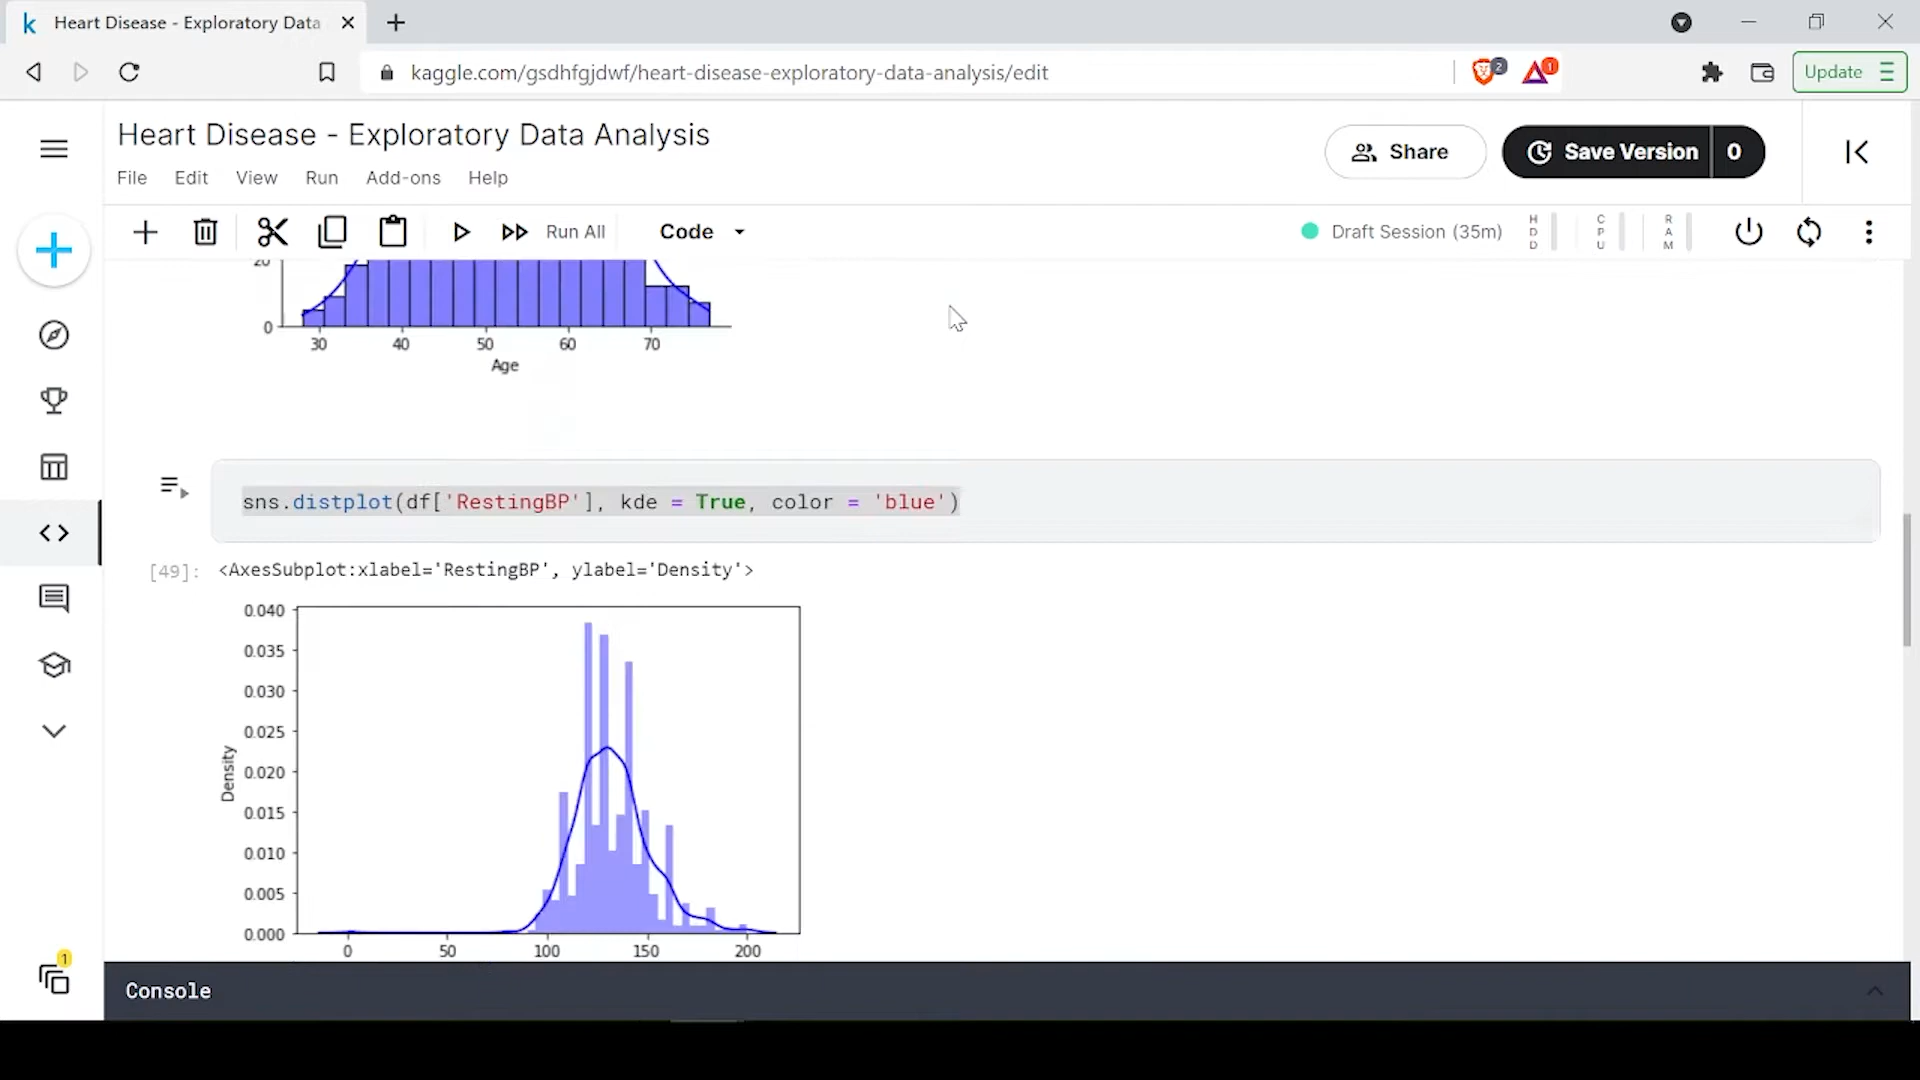 Heart Disease - Exploratory Data
kaggle.com/gsdhfgjdwf/heart-disease-exploratory-data-analysis/edit
2
1
Update
Heart Disease - Exploratory Data Analysis
File Edit View Run Add-ons Help
Share
Save Version 0
Run All
Code
Draft Session (35m)
HDD
CPU
RAM
20
0
30 40 50 60 70
Age
sns.distplot(df['RestingBP'], kde = True, color = 'blue')
[49]: <AxesSubplot:xlabel='RestingBP', ylabel='Density'>
0.040
0.035
0.030
0.025
0.020
0.015
0.010
0.005
0.000
Density
0 50 100 150 200
1
Console